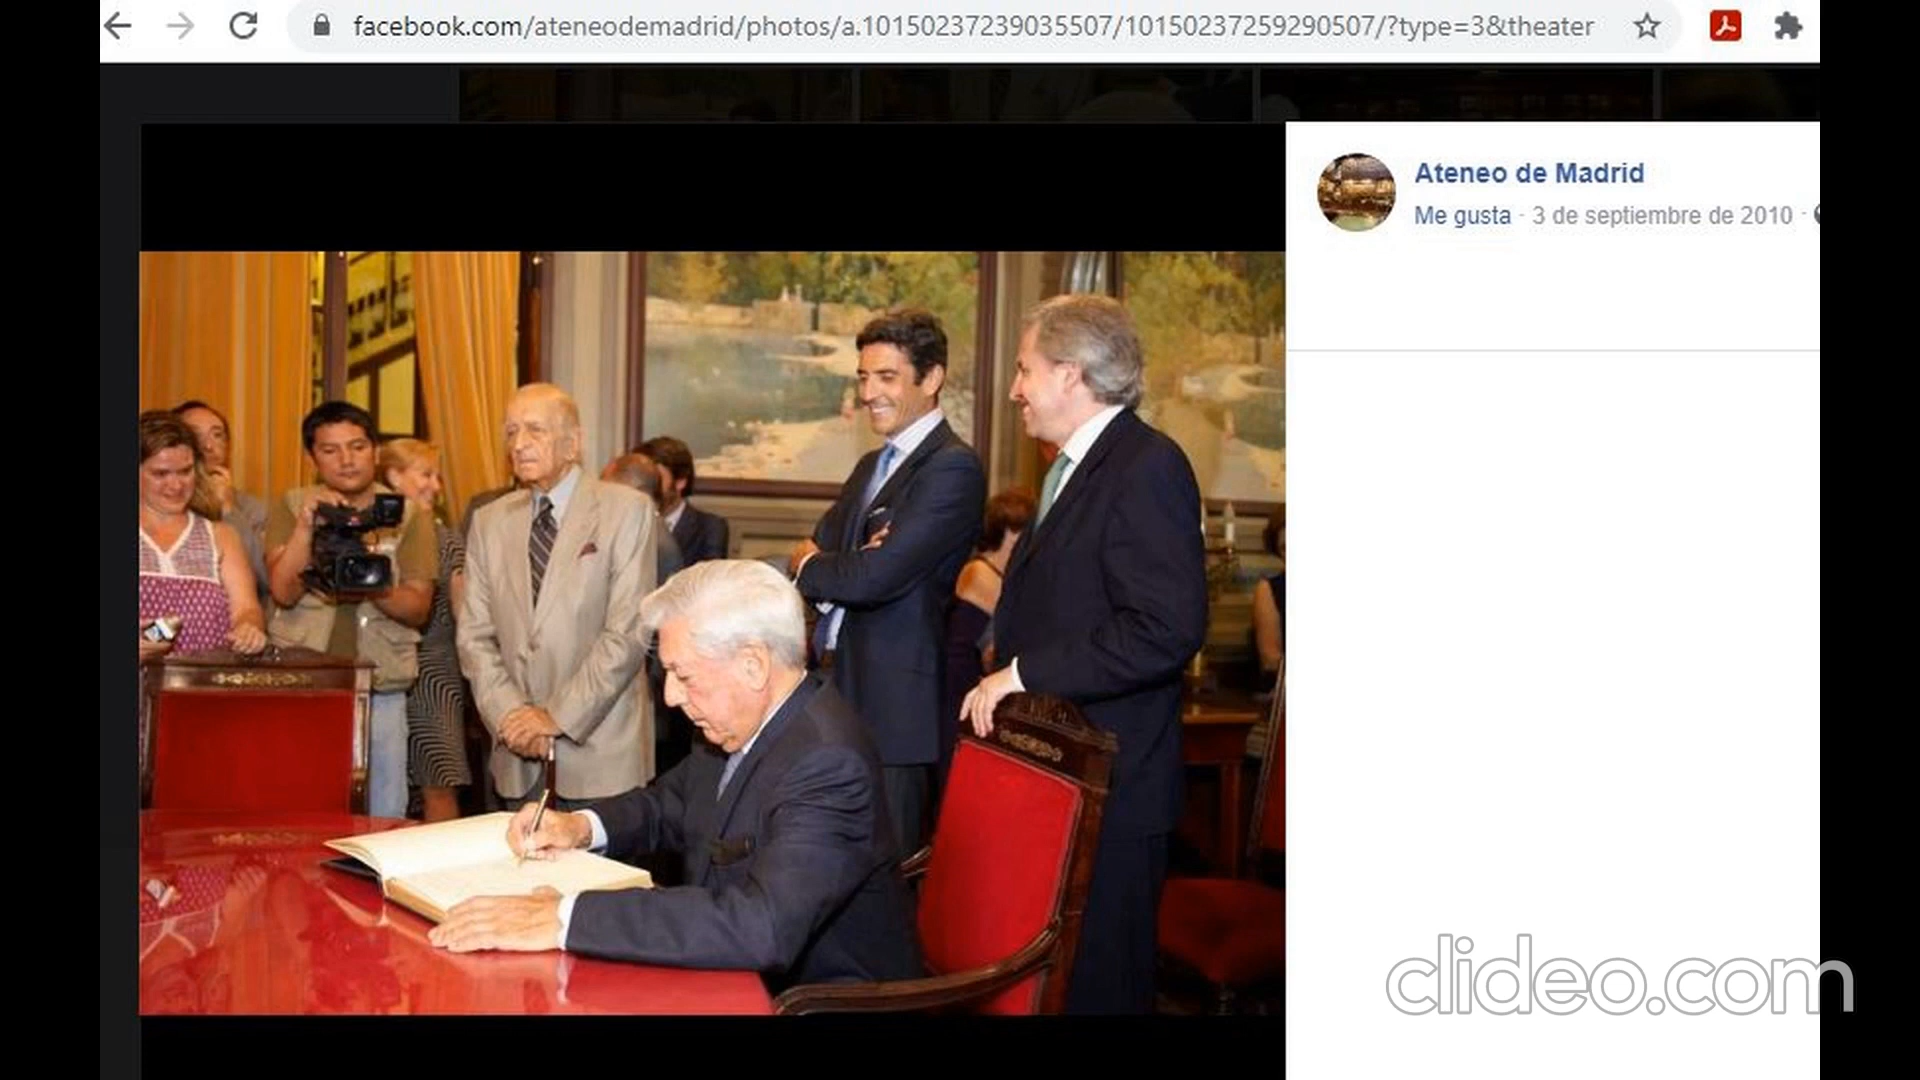 facebook.com/ateneodemadrid/photos/a.10150237239035507/10150237259290507/?type=3&theater
Ateneo de Madrid
Me gusta · 3 de septiembre de 2010 ·
clideo.com